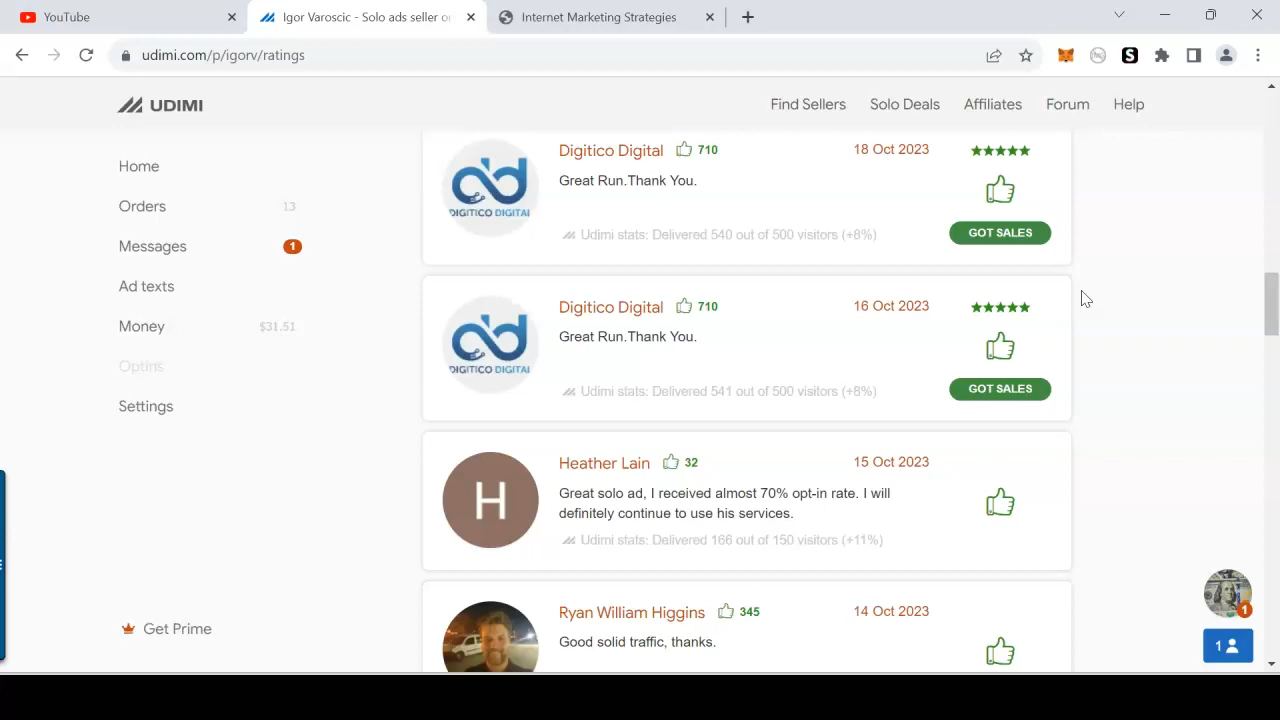 YouTube
Igor Varoscic - Solo ads seller o
Internet Marketing Strategies
udimi.com/p/igorv/ratings
UDIMI
Find Sellers
Solo Deals
Affiliates
Forum
Help
Home
Orders 13
Messages 1
Ad texts
Money $31.51
Optins
Settings
Get Prime
Digitico Digital 710 18 Oct 2023
Great Run.Thank You.
DIGITICO DIGITAL
Udimi stats: Delivered 540 out of 500 visitors (+8%)
GOT SALES
Digitico Digital 710 16 Oct 2023
Great Run.Thank You.
DIGITICO DIGITAL
Udimi stats: Delivered 541 out of 500 visitors (+8%)
GOT SALES
H
Heather Lain 32 15 Oct 2023
Great solo ad, I received almost 70% opt-in rate. I will
definitely continue to use his services.
Udimi stats: Delivered 166 out of 150 visitors (+11%)
Ryan William Higgins 345 14 Oct 2023
Good solid traffic, thanks.
1
1